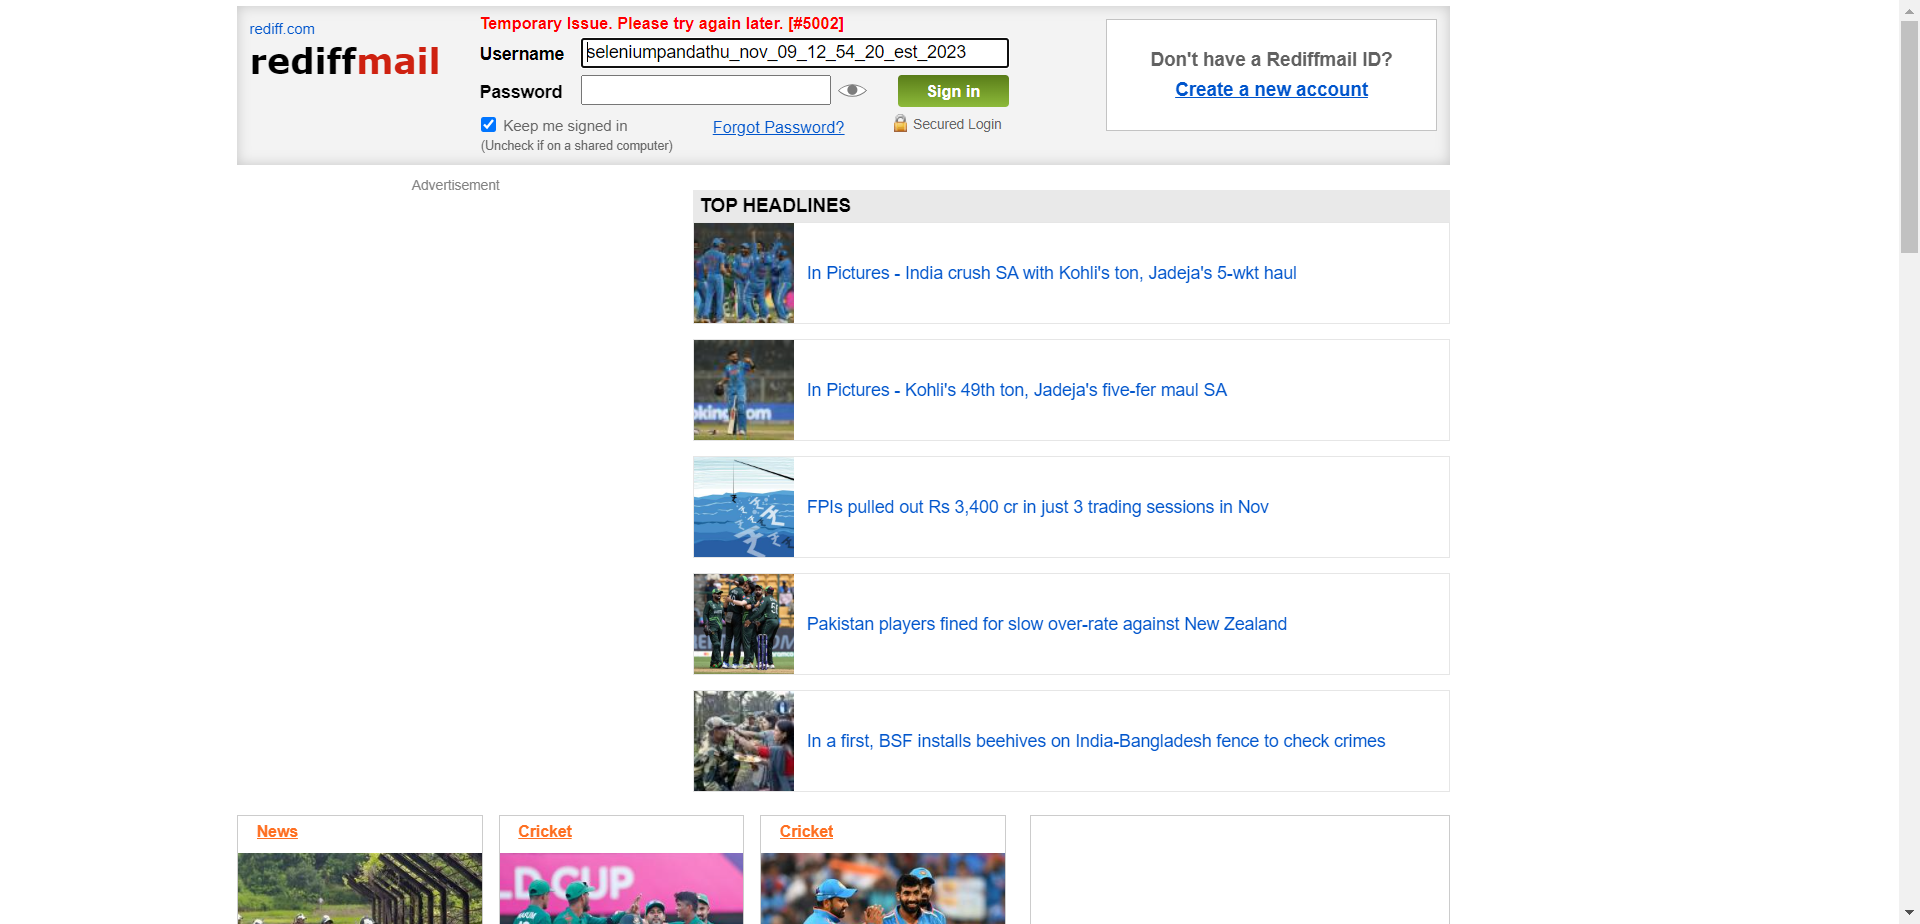 rediff.com
rediffmail
Temporary Issue. Please try again later. [#5002]
Username seleniumpandathu_nov_09_12_54_20_est_2023
Password
Sign in
Keep me signed in
(Uncheck if on a shared computer)
Forgot Password?
Secured Login
Don't have a Rediffmail ID?
Create a new account
Advertisement
TOP HEADLINES
In Pictures - India crush SA with Kohli's ton, Jadeja's 5-wkt haul
In Pictures - Kohli's 49th ton, Jadeja's five-fer maul SA
FPIs pulled out Rs 3,400 cr in just 3 trading sessions in Nov
Pakistan players fined for slow over-rate against New Zealand
In a first, BSF installs beehives on India-Bangladesh fence to check crimes
News
Cricket
Cricket
LD CUP